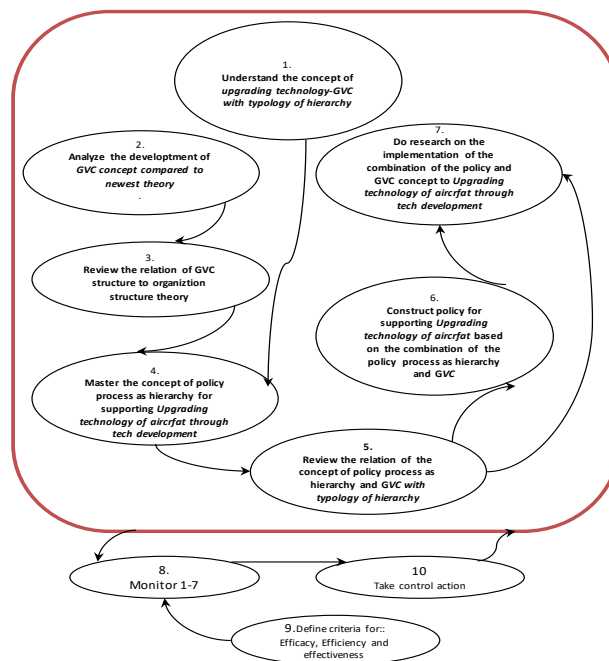 1.
Understand the concept of
upgrading technology-GVC
with typology of hierarchy
2.
Analyze the developtment of
GVC concept compared to
newest theory
.
3.
Review the relation of GVC
structure to organiztion
structure theory
4.
Master the concept of policy
process as hierarchy for
supporting Upgrading
technology of aircrfat through
tech development
5.
Review the relation of the
concept of policy process as
hierarchy and GVC with
typology of hierarchy
6.
Construct policy for
supporting Upgrading
technology of aircrfat based
on the combination of the
policy process as hierarchy
and GVC
7.
Do research on the
implementation of the
combination of the policy and
GVC concept to Upgrading
technology of aircrfat through
tech development
8.
Monitor 1-7
9.Define criteria for::
Efficacy, Efficiency and
effectiveness
10
Take control action